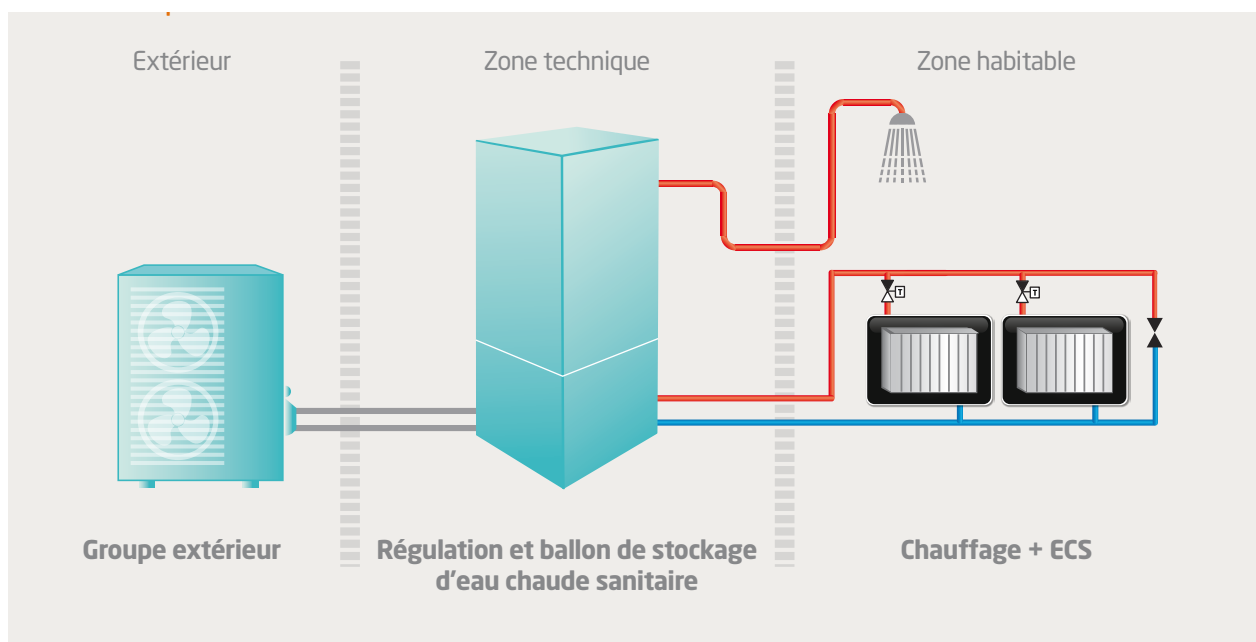 Extérieur
Zone technique
Zone habitable
T
T
Groupe extérieur
Régulation et ballon de stockage
d'eau chaude sanitaire
Chauffage + ECS